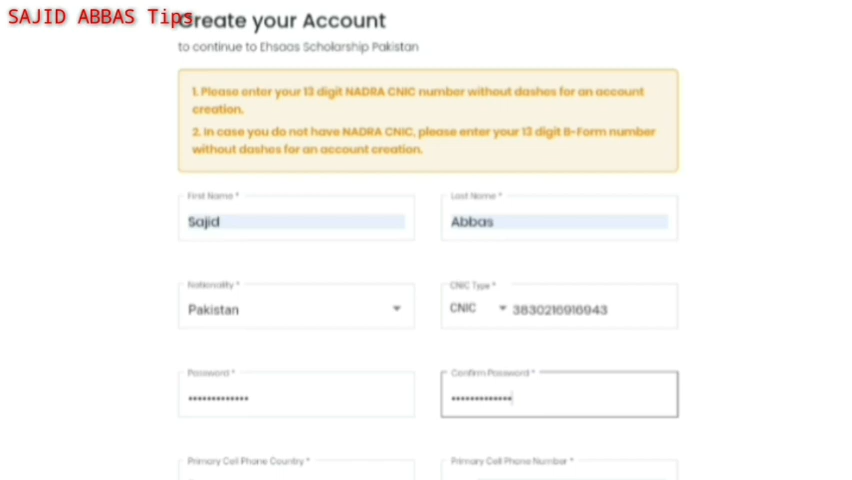 SAJID ABBAS Tips
Create your Account
to continue to Ehsaas Scholarship Pakistan
1. Please enter your 13 digit NADRA CNIC number without dashes for an account
creation.
2. In case you do not have NADRA CNIC, please enter your 13 digit B-Form number
without dashes for an account creation.
First Name * Last Name *
Sajid Abbas
Nationality * CNIC Type *
Pakistan CNIC 3830216916943
Password * Confirm Password *
••••••••••••• •••••••••••••
Primary Cell Phone Country * Primary Cell Phone Number *